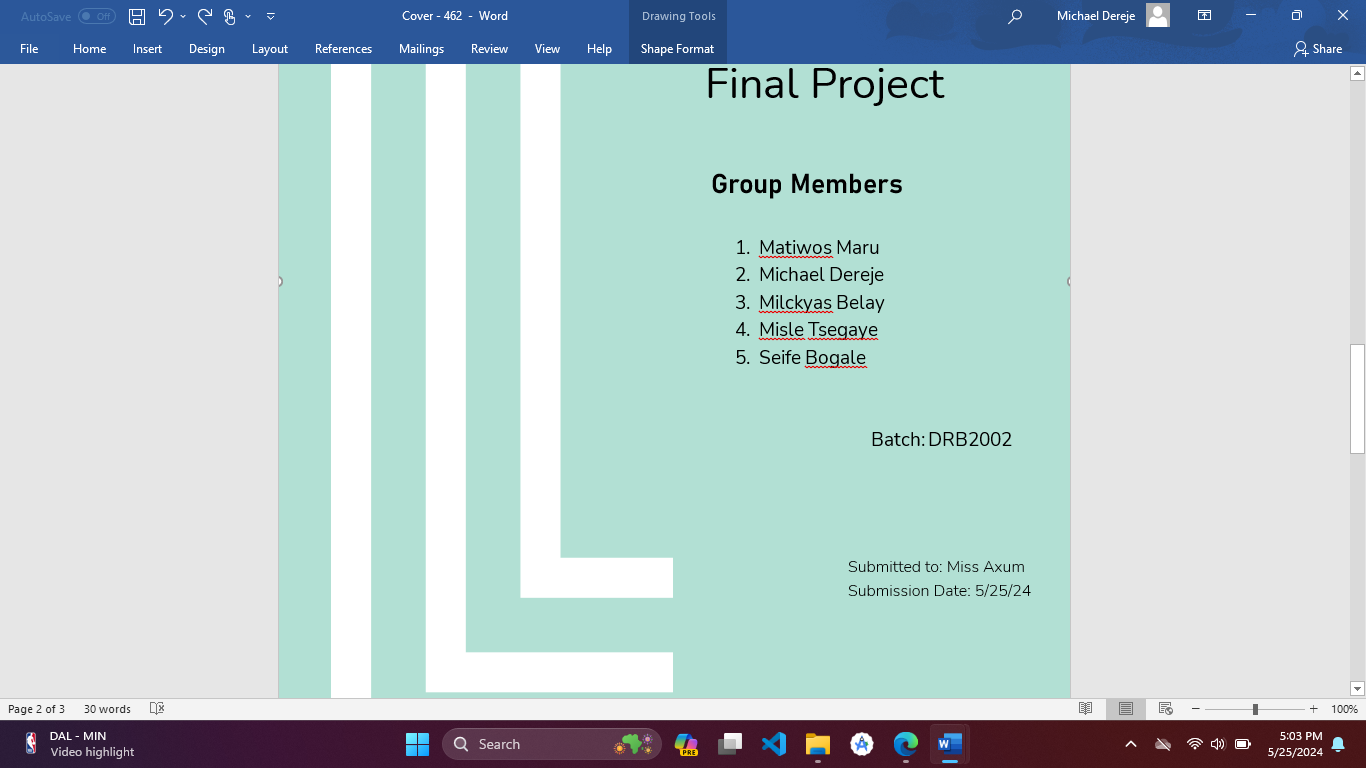 AutoSave Off
Cover - 462 - Word
Drawing Tools
Michael Dereje
File Home Insert Design Layout References Mailings Review View Help Shape Format Share
Final Project
Group Members
1. Matiwos Maru
2. Michael Dereje
3. Milckyas Belay
4. Misle Tsegaye
5. Seife Bogale
Batch: DRB2002
Submitted to: Miss Axum
Submission Date: 5/25/24
Page 2 of 3 30 words 100%
DAL - MIN
Video highlight
Search
PRE
5:03 PM
5/25/2024